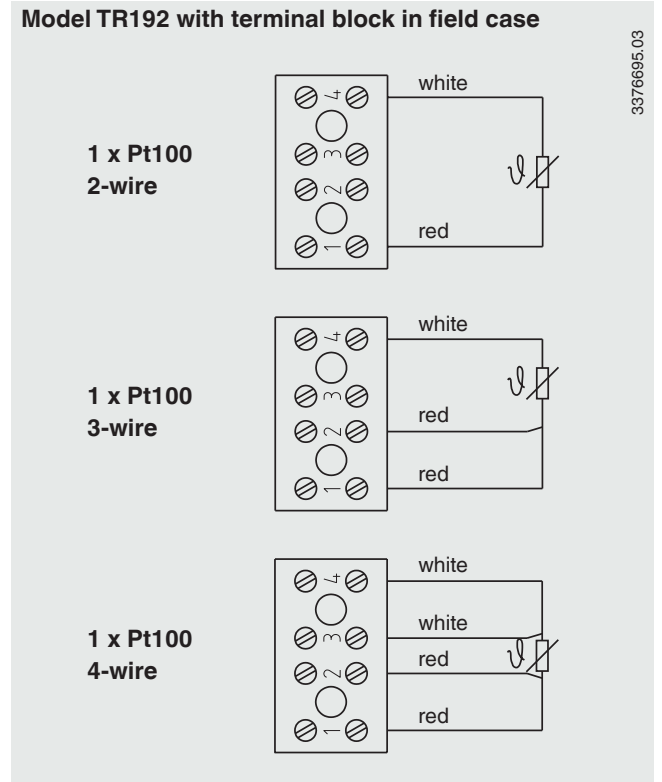 Model TR192 with terminal block in field case
3376695.03
1 x Pt100
2-wire
4
3
2
1
white
red
ϑ
1 x Pt100
3-wire
4
3
2
1
white
red
red
ϑ
1 x Pt100
4-wire
4
3
2
1
white
white
red
red
ϑ